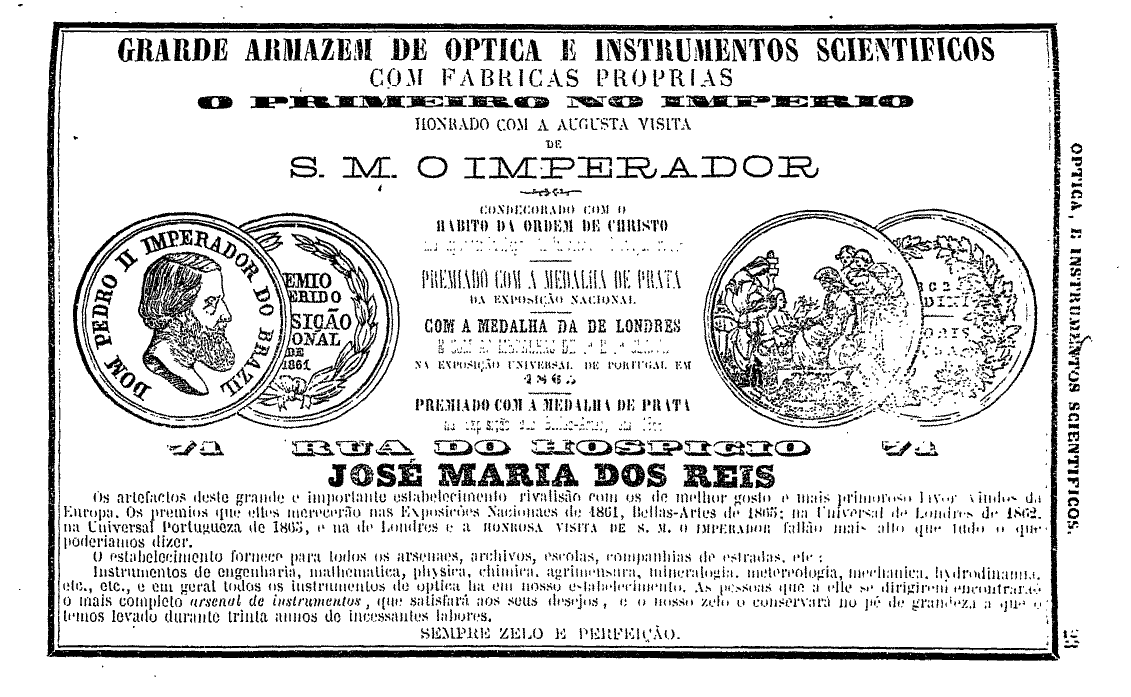 GRARDE ARMAZEM DE OPTICA E INSTRUMENTOS SCIENTIFICOS
COM FABRICAS PROPRIAS
O PRIMEIRO NO IMPERIO
HONRADO COM A AUGUSTA VISITA
DE
S. M. O IMPERADOR
CONDECORADO COM O
HABITO DA ORDEM DE CHRISTO
PREMIADO COM A MEDALHA DE PRATA
DA EXPOSIÇÃO NACIONAL
COM A MEDALHA DA DE LONDRES
NA EXPOSIÇÃO UNIVERSAL DE PORTUGAL EM
1865
PREMIADO COM A MEDALHA DE PRATA
DOM PEDRO II IMPERADOR DO BRAZIL
EMIO
ERIDO
SIÇÃO
IONAL
DE
1861
71 RUA DO HOSPICIO 71
JOSÉ MARIA DOS REIS
Os artefactos deste grande e importante estabelecimento rivalisão com os de melhor gosto e mais primoroso vindos da
Europa. Os premios que elles merecerão nas Exposições Nacionaes de 1861, Bellas-Artes de 1865; na Universal de Londres de 1862.
na Universal Portugueza de 1865, e na de Londres e a HONROSA VISITA DE S. M. O IMPERADOR fallão mais alto que tudo o que
poderiamos dizer.
O estabelecimento fornece para todos os arsenaes, archivos, escolas, companhias de estradas, etc:
Instrumentos de engenharia, mathematica, physica, chimica, agrimensura, mineralogia, metereologia, mechanica, hydrodinamia,
etc., etc., e em geral todos os instrumentos de optica ha em nosso estabelecimento. As pessoas que a elle se dirigirem encontraráõ
o mais completo arsenal de instrumentos, que satisfará aos seus desejos, e o nosso zelo o conservará no pé de grandeza a que o
temos levado durante trinta annos de incessantes labores.
SEMPRE ZELO E PERFEIÇÃO.
OPTICA, E INSTRUMENTOS SCIENTIFICOS.